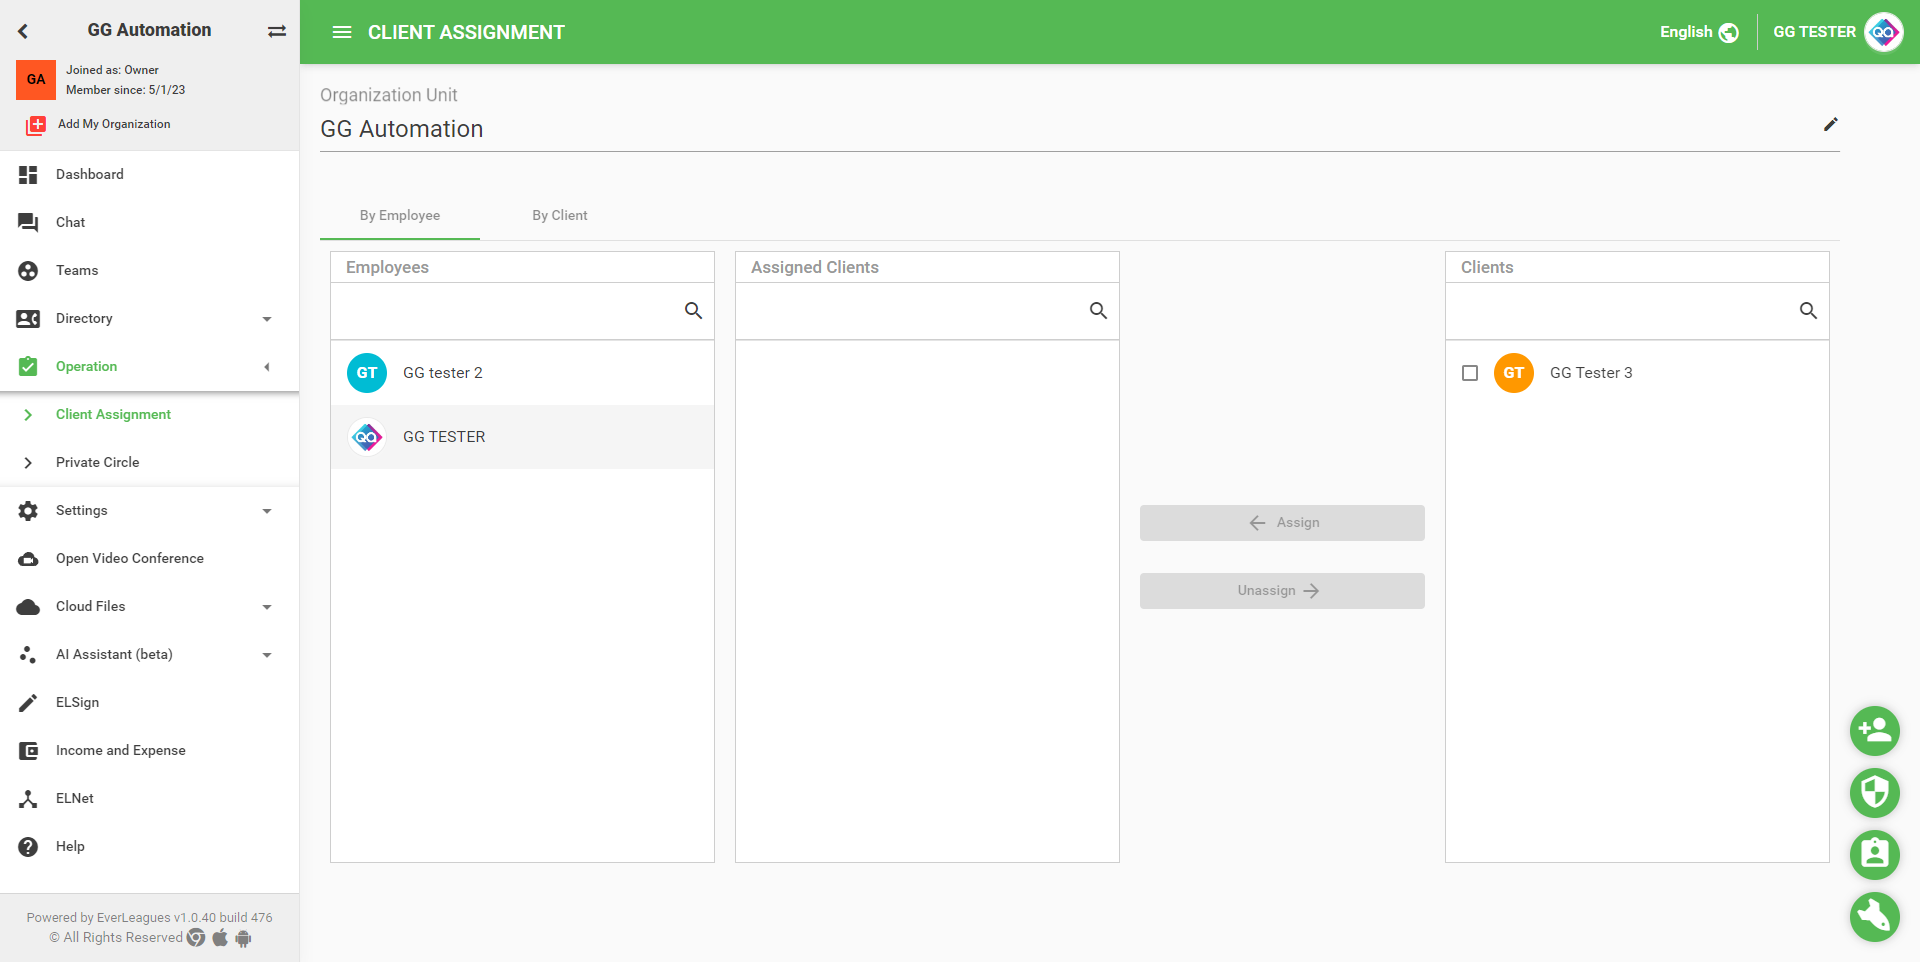 GG Automation
GA
Joined as: Owner
Member since: 5/1/23
Add My Organization
Dashboard
Chat
Teams
Directory
Operation
Client Assignment
Private Circle
Settings
Open Video Conference
Cloud Files
AI Assistant (beta)
ELSign
Income and Expense
ELNet
Help
Powered by EverLeagues v1.0.40 build 476
© All Rights Reserved
CLIENT ASSIGNMENT
English
GG TESTER
QA
Organization Unit
GG Automation
By Employee
By Client
Employees
GT
GG tester 2
QA
GG TESTER
Assigned Clients
Assign
Unassign
Clients
GT
GG Tester 3